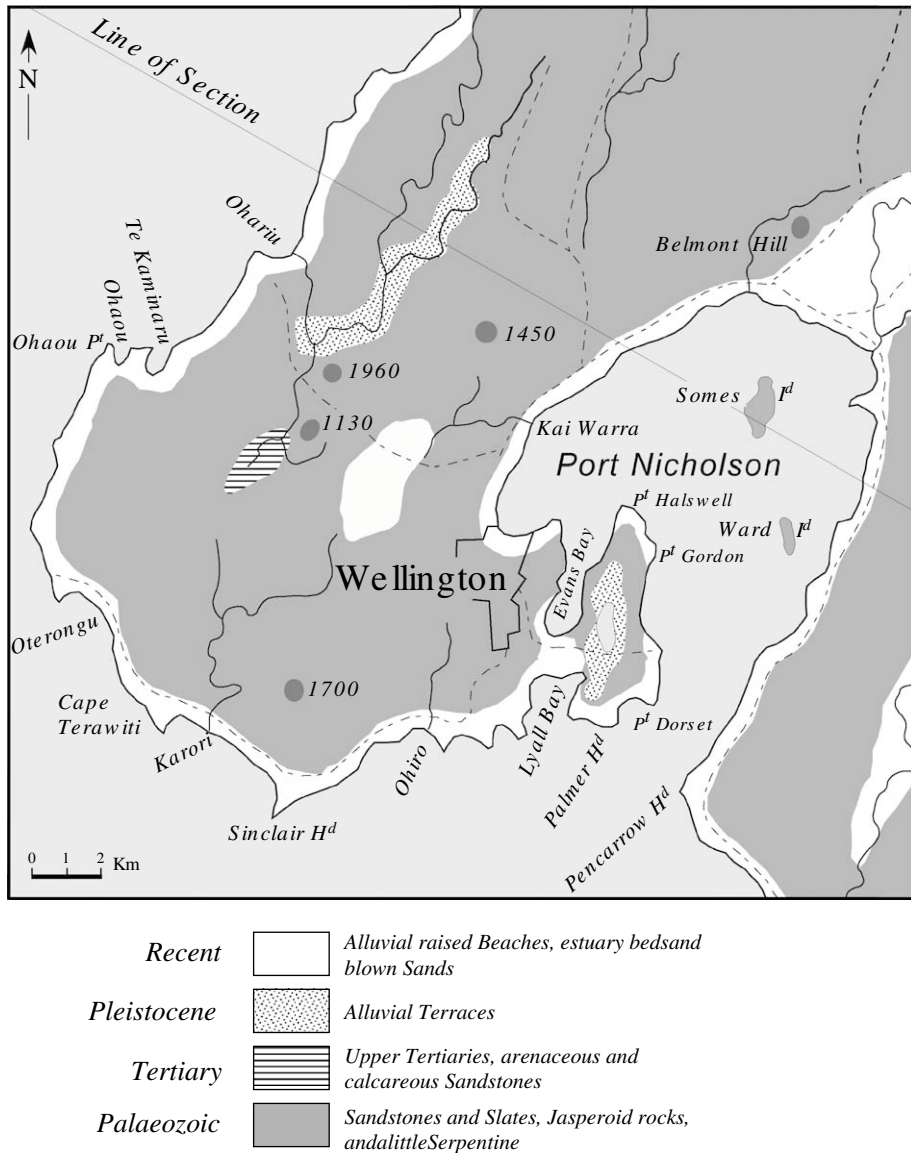 Line of Section
N
Ohariu
Te Kaminaru
Ohaou
Ohaou Pt
Belmont Hill
1450
1960
1130
Somes Id
Kai Warra
Port Nicholson
Pt Halswell
Ward Id
Pt Gordon
Wellington
Evans Bay
Oterongu
1700
Cape
Terawiti
Karori
Ohiro
Lyall Bay
Palmer Hd
Pt Dorset
Sinclair Hd
Pencarrow Hd
0 1 2 Km
Recent
Alluvial raised Beaches, estuary bedsand
blown Sands
Pleistocene
Alluvial Terraces
Tertiary
Upper Tertiaries, arenaceous and
calcareous Sandstones
Palaeozoic
Sandstones and Slates, Jasperoid rocks,
andalittleSerpentine